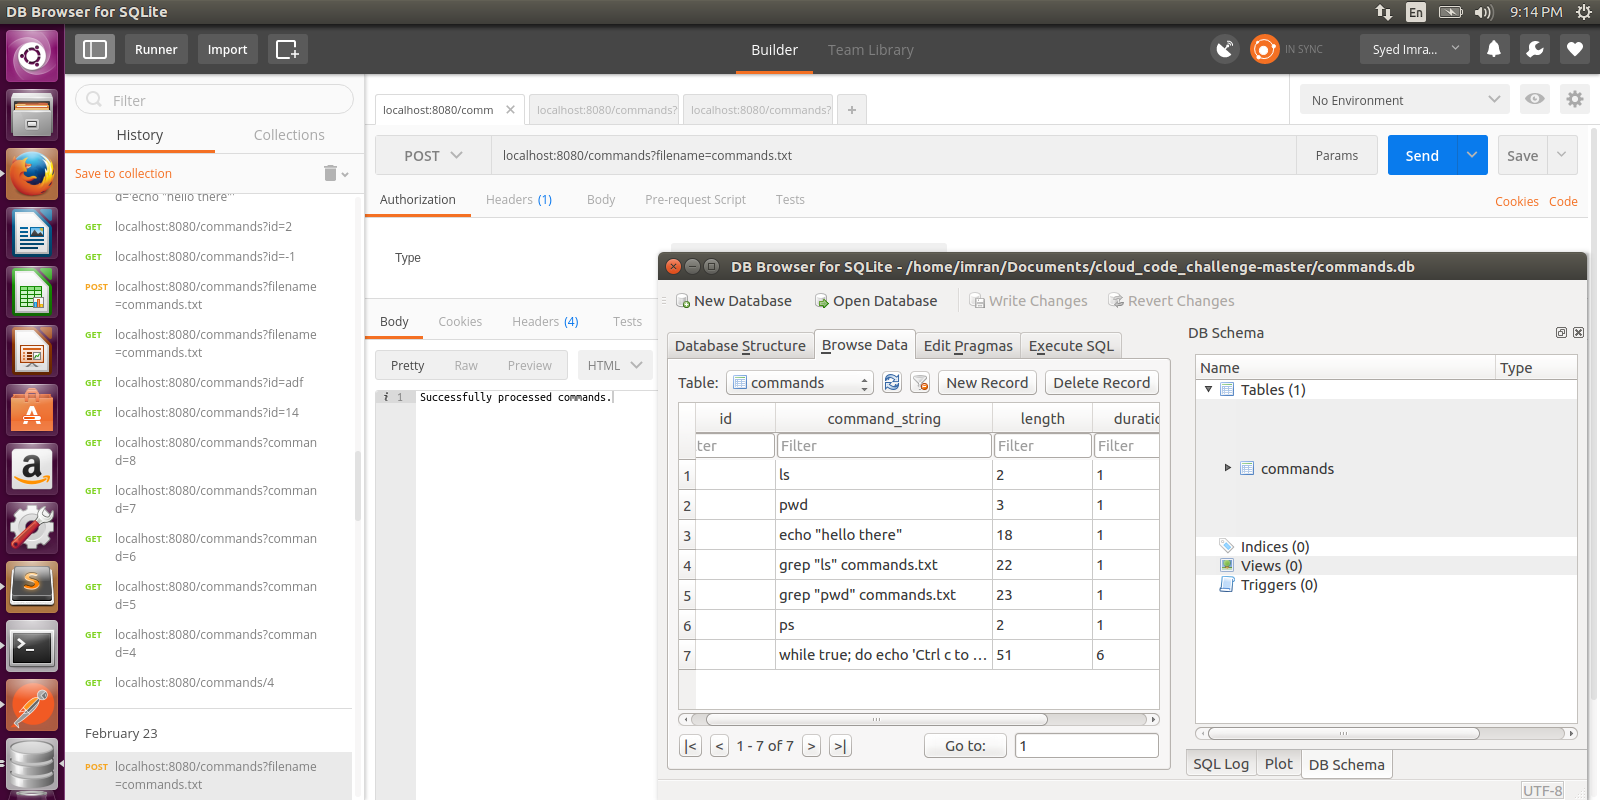 DB Browser for SQLite
En
9:14 PM
Runner
Import
Builder
Team Library
IN SYNC
Syed Imra...
Filter
History
Collections
Save to collection
d='echo "hello there"'
GET localhost:8080/commands?id=2
GET localhost:8080/commands?id=-1
POST localhost:8080/commands?filename
=commands.txt
GET localhost:8080/commands?filename
=commands.txt
GET localhost:8080/commands?id=adf
GET localhost:8080/commands?id=14
GET localhost:8080/commands?comman
d=8
GET localhost:8080/commands?comman
d=7
GET localhost:8080/commands?comman
d=6
GET localhost:8080/commands?comman
d=5
GET localhost:8080/commands?comman
d=4
GET localhost:8080/commands/4
February 23
POST localhost:8080/commands?filename
=commands.txt
localhost:8080/comm
localhost:8080/commands?
localhost:8080/commands?
+
No Environment
POST
localhost:8080/commands?filename=commands.txt
Params
Send
Save
Authorization
Headers (1)
Body
Pre-request Script
Tests
Cookies
Code
Type
Body
Cookies
Headers (4)
Tests
Pretty
Raw
Preview
HTML
i 1 Successfully processed commands.
DB Browser for SQLite - /home/imran/Documents/cloud_code_challenge-master/commands.db
New Database
Open Database
Write Changes
Revert Changes
Database Structure
Browse Data
Edit Pragmas
Execute SQL
Table: commands
New Record
Delete Record
id command_string length duratio
ter Filter Filter Filter
1 ls 2 1
2 pwd 3 1
3 echo "hello there" 18 1
4 grep "ls" commands.txt 22 1
5 grep "pwd" commands.txt 23 1
6 ps 2 1
7 while true; do echo 'Ctrl c to ... 51 6
|< < 1 - 7 of 7 > >|
Go to: 1
DB Schema
Name Type
Tables (1)
commands
Indices (0)
Views (0)
Triggers (0)
SQL Log
Plot
DB Schema
UTF-8